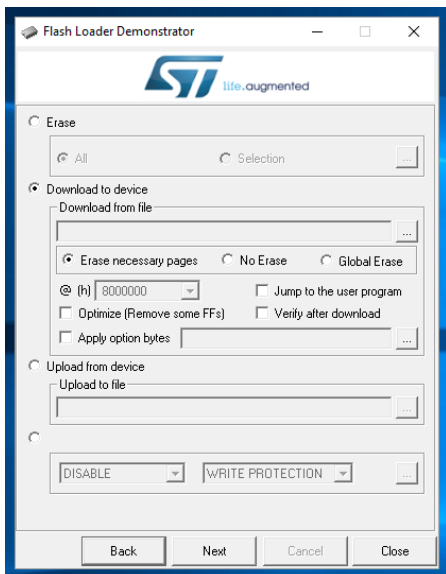 Flash Loader Demonstrator
ST life.augmented
Erase
All Selection ...
Download to device
Download from file
...
Erase necessary pages No Erase Global Erase
@ (h) 8000000 Jump to the user program
Optimize (Remove some FFs) Verify after download
Apply option bytes ...
Upload from device
Upload to file
...
DISABLE WRITE PROTECTION ...
Back Next Cancel Close